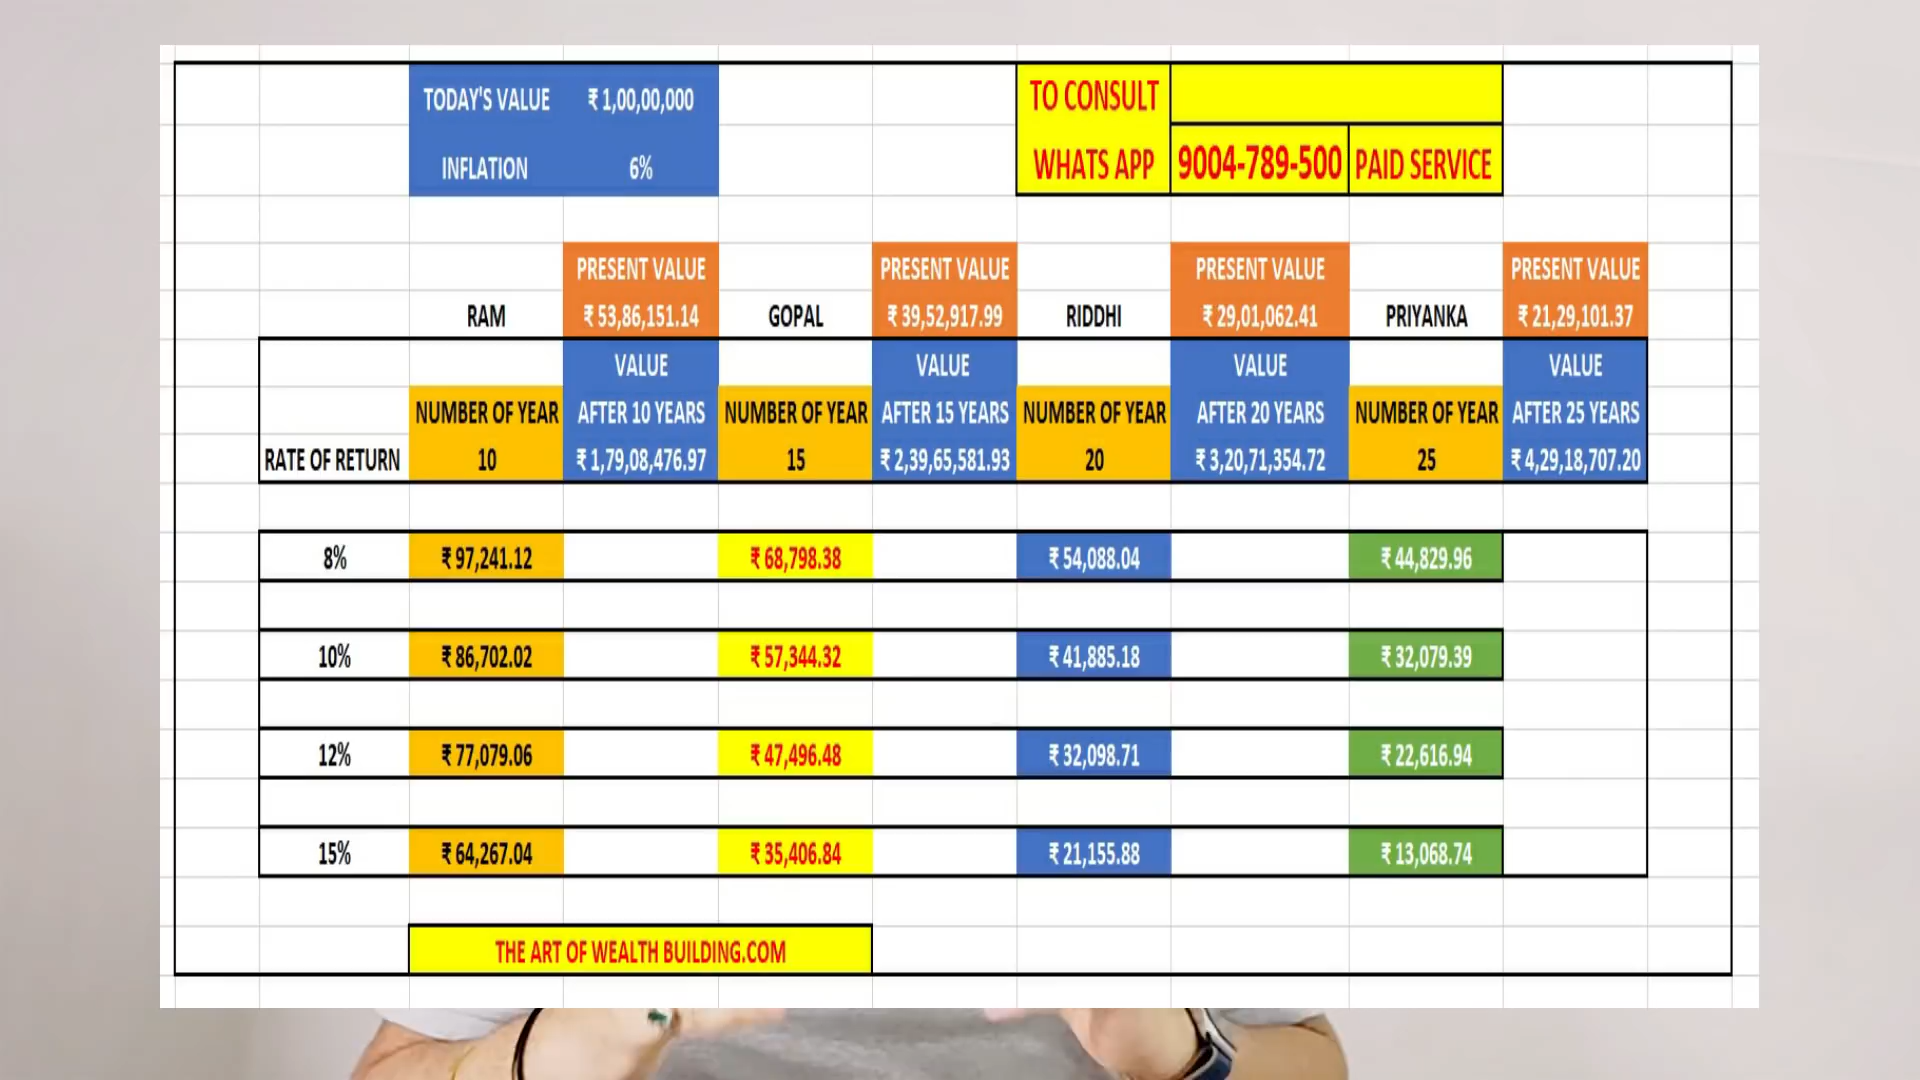 TODAY'S VALUE ₹ 1,00,00,000
TO CONSULT
INFLATION 6%
WHATS APP 9004-789-500 PAID SERVICE
PRESENT VALUE PRESENT VALUE PRESENT VALUE PRESENT VALUE
RAM ₹ 53,86,151.14 GOPAL ₹ 39,52,917.99 RIDDHI ₹ 29,01,062.41 PRIYANKA ₹ 21,29,101.37
VALUE VALUE VALUE VALUE
NUMBER OF YEAR AFTER 10 YEARS NUMBER OF YEAR AFTER 15 YEARS NUMBER OF YEAR AFTER 20 YEARS NUMBER OF YEAR AFTER 25 YEARS
RATE OF RETURN 10 ₹ 1,79,08,476.97 15 ₹ 2,39,65,581.93 20 ₹ 3,20,71,354.72 25 ₹ 4,29,18,707.20
8% ₹ 97,241.12 ₹ 68,798.38 ₹ 54,088.04 ₹ 44,829.96
10% ₹ 86,702.02 ₹ 57,344.32 ₹ 41,885.18 ₹ 32,079.39
12% ₹ 77,079.06 ₹ 47,496.48 ₹ 32,098.71 ₹ 22,616.94
15% ₹ 64,267.04 ₹ 35,406.84 ₹ 21,155.88 ₹ 13,068.74
THE ART OF WEALTH BUILDING.COM